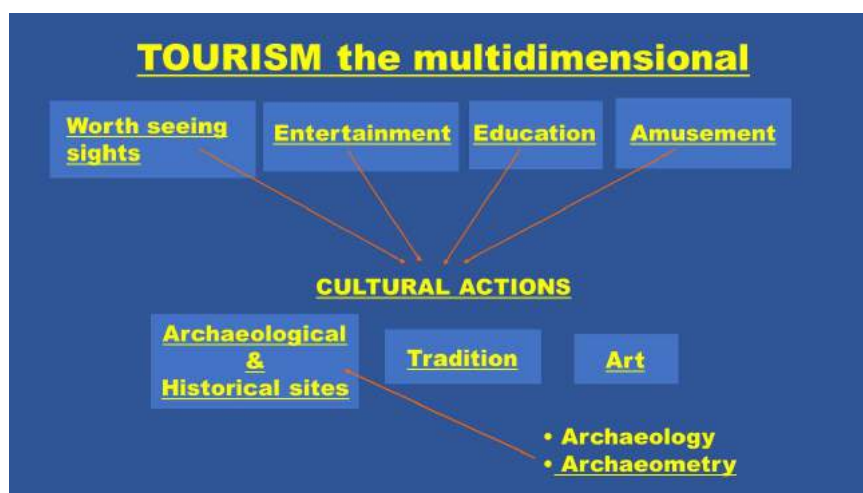 TOURISM the multidimensional
Worth seeing
sights
Entertainment
Education
Amusement
CULTURAL ACTIONS
Archaeological
&
Historical sites
Tradition
Art
• Archaeology
• Archaeometry